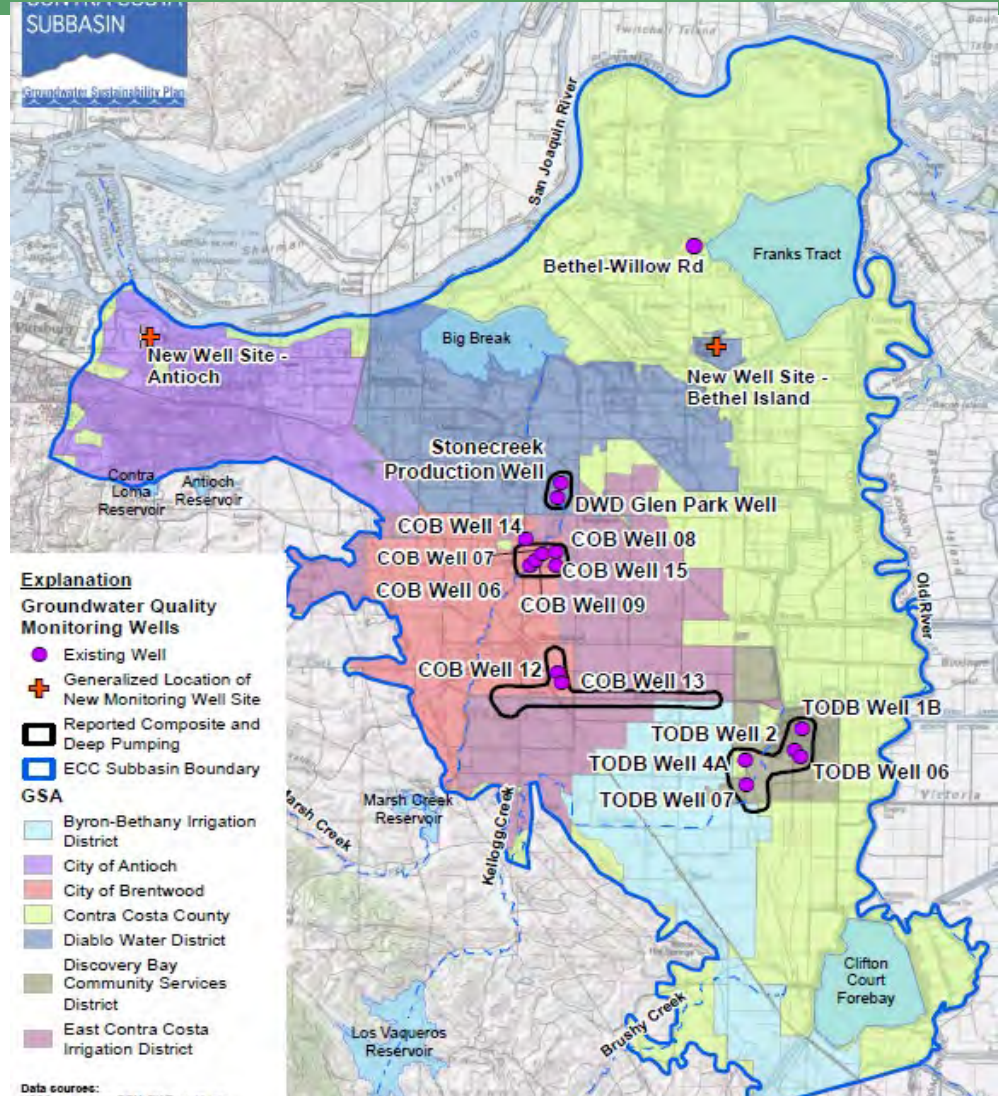 CONTRA COSTA
SUBBASIN
Groundwater Sustainability Plan
San Joaquin River
Bethel-Willow Rd
Franks Tract
Big Break
New Well Site -
Antioch
New Well Site -
Bethel Island
Pittsburg
Sherman
Island
Contra
Loma
Reservoir
Antioch
Reservoir
Stonecreek
Production Well
DWD Glen Park Well
COB Well 14
COB Well 08
COB Well 07
COB Well 15
COB Well 06
COB Well 09
Old River
COB Well 12
COB Well 13
TODB Well 1B
TODB Well 2
TODB Well 4A
TODB Well 06
TODB Well 07
Victoria
Marsh Creek
Reservoir
Marsh Creek
Kellogg Creek
Clifton
Court
Forebay
Brushy Creek
Los Vaqueros
Reservoir
Explanation
Groundwater Quality
Monitoring Wells
Existing Well
Generalized Location of
New Monitoring Well Site
Reported Composite and
Deep Pumping
ECC Subbasin Boundary
GSA
Byron-Bethany Irrigation
District
City of Antioch
City of Brentwood
Contra Costa County
Diablo Water District
Discovery Bay
Community Services
District
East Contra Costa
Irrigation District
Data sources: